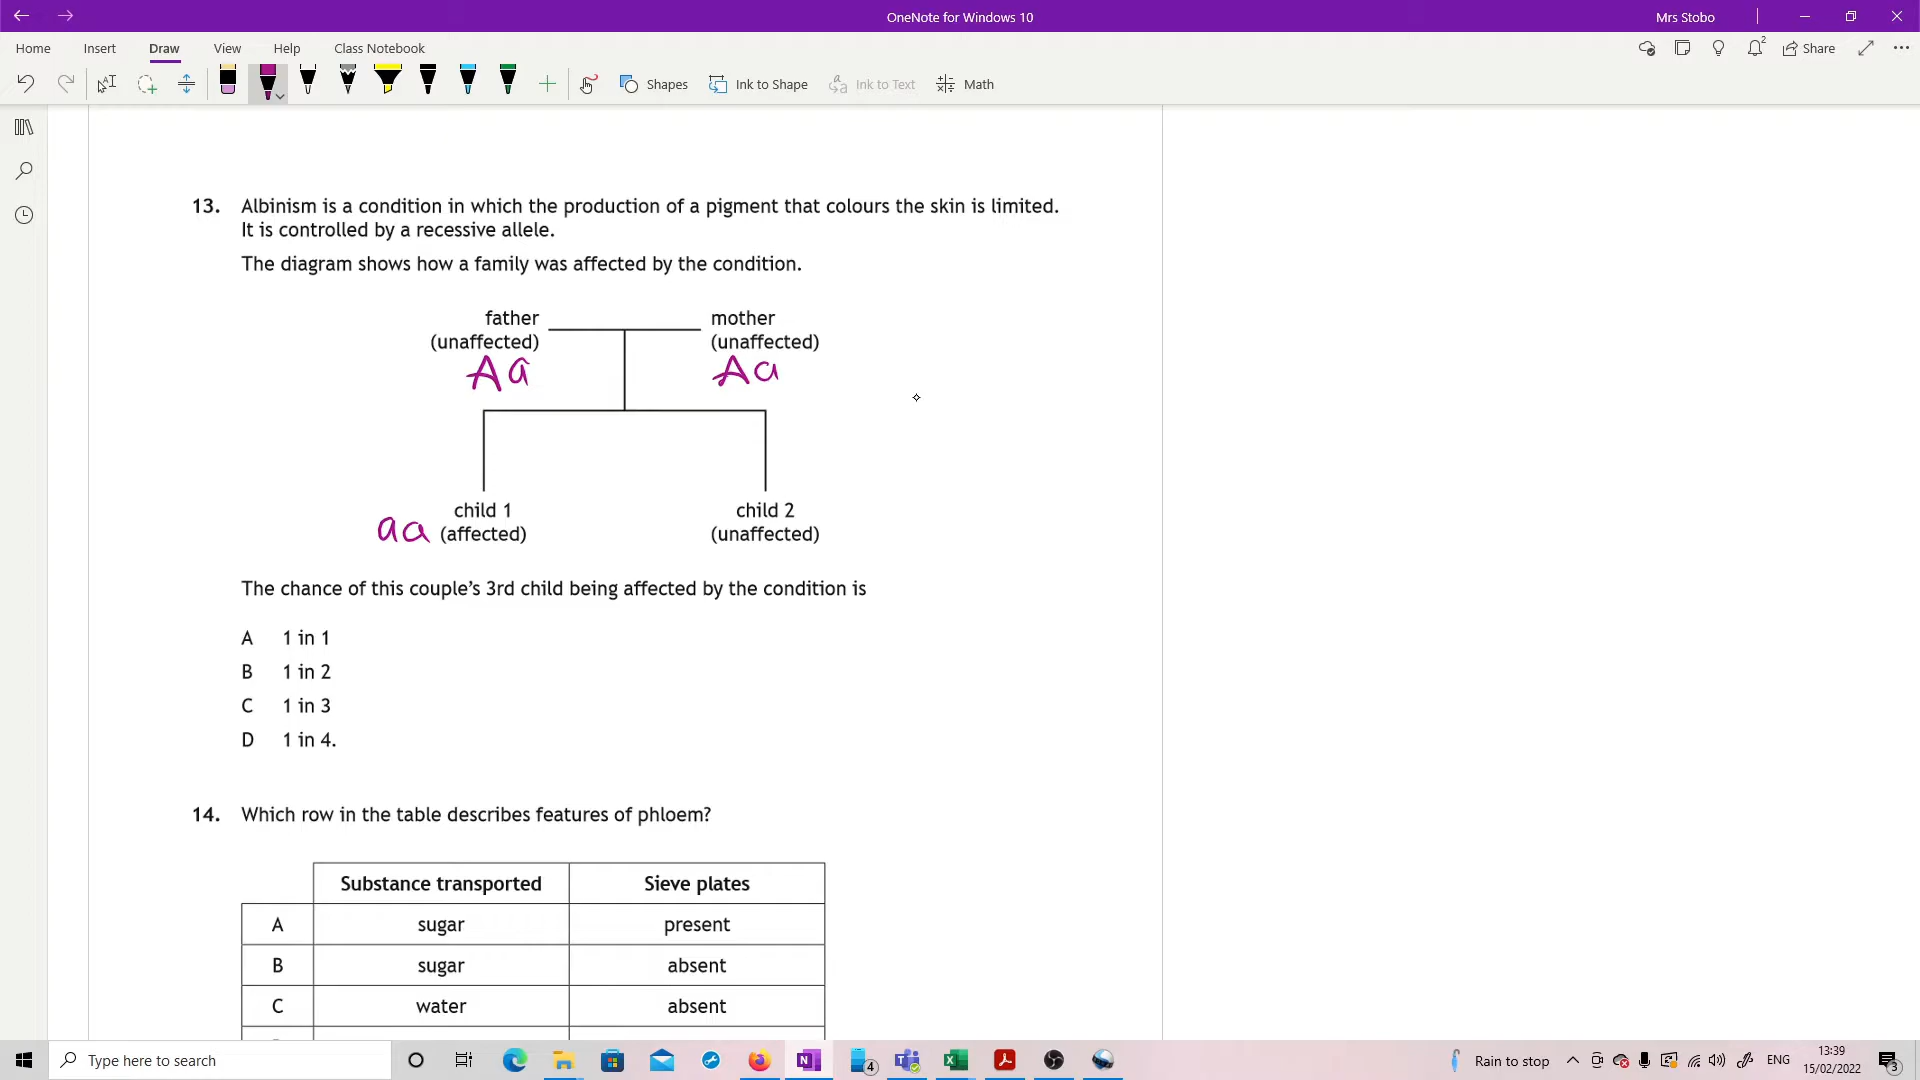 OneNote for Windows 10
Mrs Stobo
Home Insert Draw View Help Class Notebook
2
Share
Shapes
Ink to Shape
Ink to Text
Math
13. Albinism is a condition in which the production of a pigment that colours the skin is limited.
It is controlled by a recessive allele.
The diagram shows how a family was affected by the condition.
father mother
(unaffected) (unaffected)
Aa Aa
child 1 child 2
aa (affected) (unaffected)
The chance of this couple's 3rd child being affected by the condition is
A 1 in 1
B 1 in 2
C 1 in 3
D 1 in 4.
14. Which row in the table describes features of phloem?
Substance transported Sieve plates
A sugar present
B sugar absent
C water absent
Type here to search
4
Rain to stop
ENG
13:39
15/02/2022
3